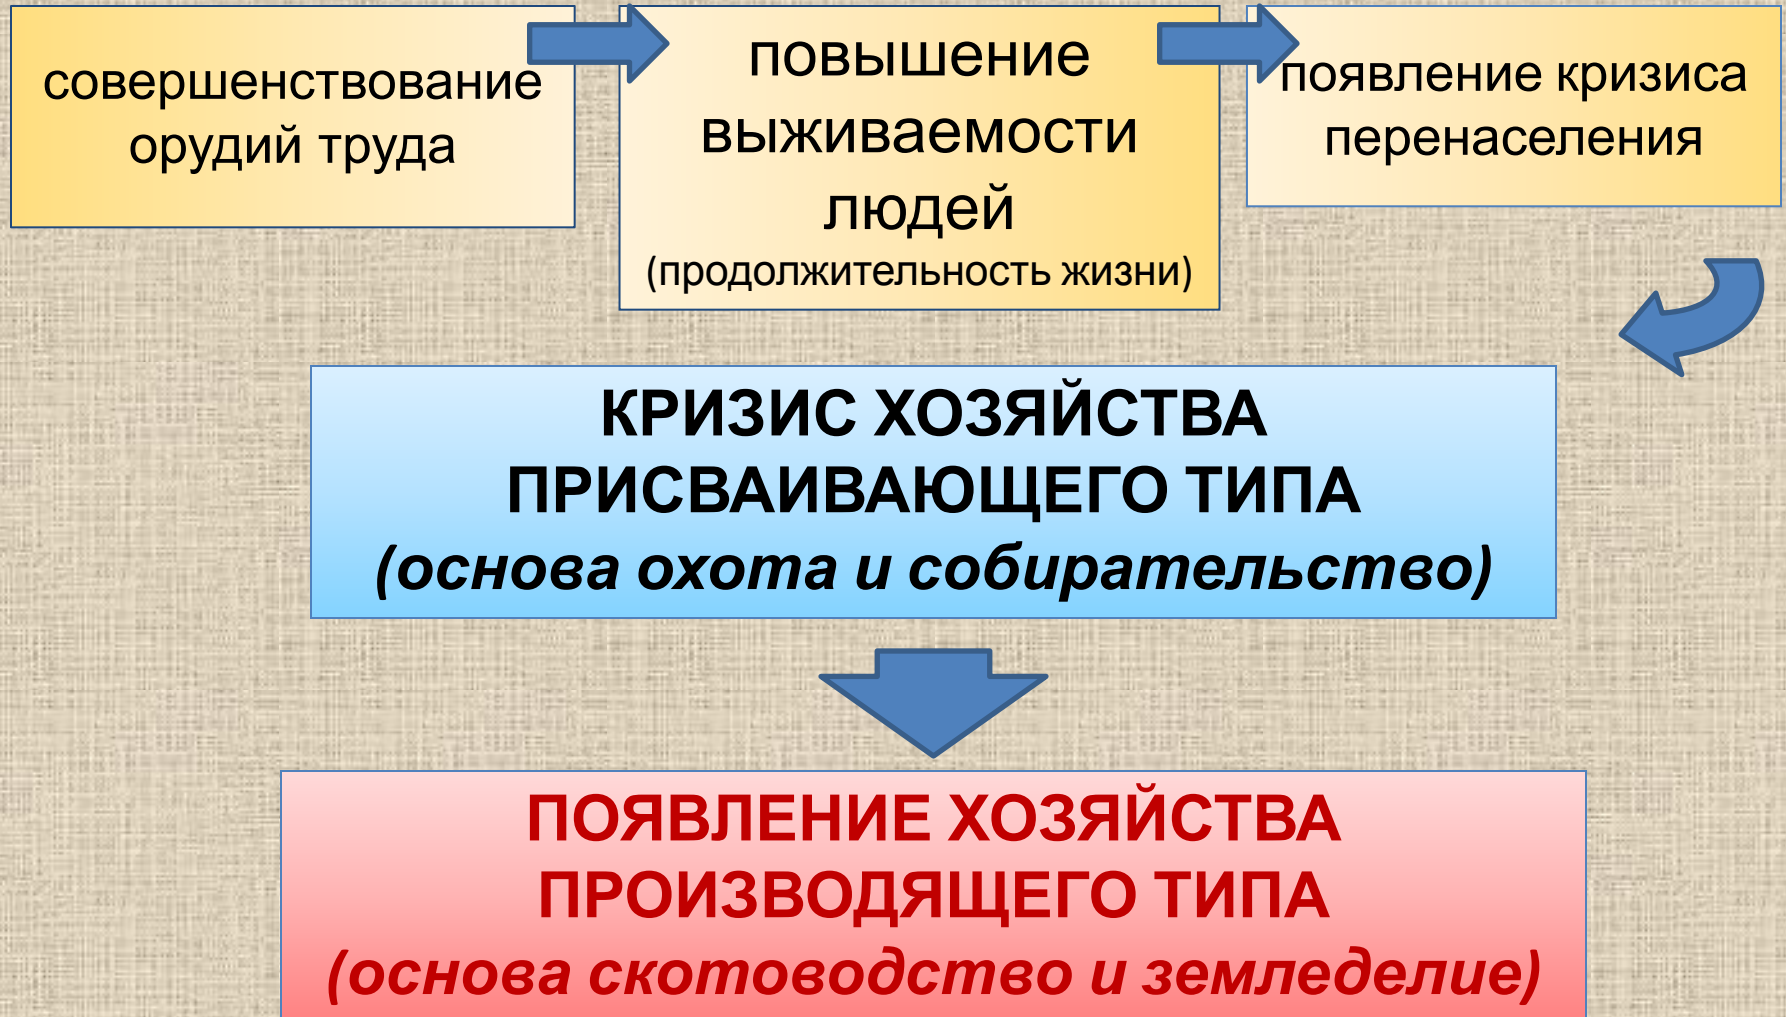 совершенствование
орудий труда
повышение
выживаемости
людей
(продолжительность жизни)
появление кризиса
перенаселения
КРИЗИС ХОЗЯЙСТВА
ПРИСВАИВАЮЩЕГО ТИПА
(основа охота и собирательство)
ПОЯВЛЕНИЕ ХОЗЯЙСТВА
ПРОИЗВОДЯЩЕГО ТИПА
(основа скотоводство и земледелие)